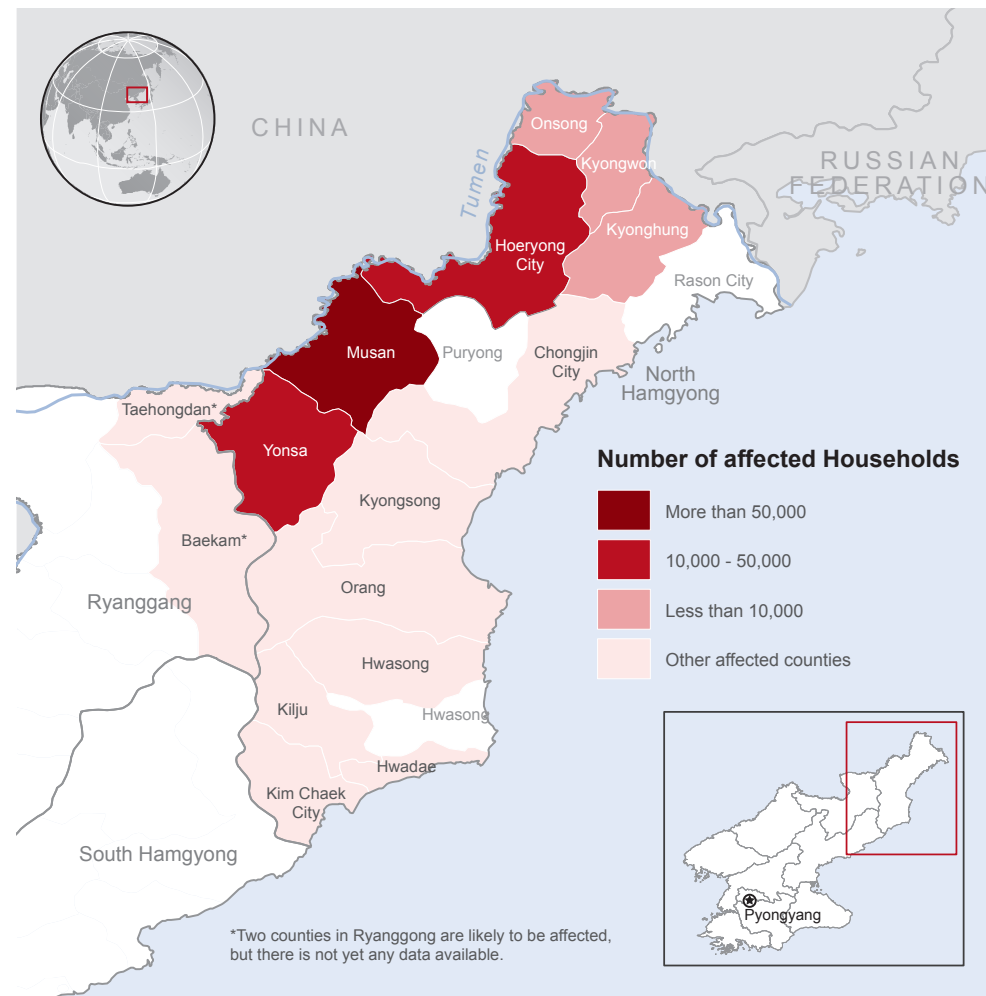 CHINA
Tumen
RUSSIAN
FEDERATION
Onsong
Kyongwon
Kyonghung
Hoeryong
City
Rason City
Musan
Puryong
Chongjin
City
North
Hamgyong
Taehongdan*
Yonsa
Kyongsong
Baekam*
Orang
Ryanggang
Hwasong
Kilju
Hwasong
Hwadae
Kim Chaek
City
South Hamgyong
Number of affected Households
More than 50,000
10,000 - 50,000
Less than 10,000
Other affected counties
Pyongyang
*Two counties in Ryanggong are likely to be affected,
but there is not yet any data available.